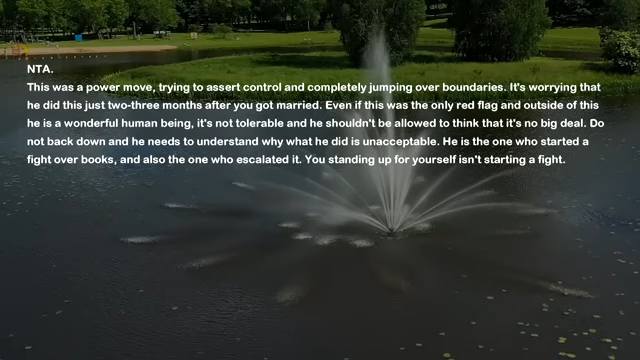 NTA.
This was a power move, trying to assert control and completely jumping over boundaries. It's worrying that
he did this just two-three months after you got married. Even if this was the only red flag and outside of this
he is a wonderful human being, it's not tolerable and he shouldn't be allowed to think that it's no big deal. Do
not back down and he needs to understand why what he did is unacceptable. He is the one who started a
fight over books, and also the one who escalated it. You standing up for yourself isn't starting a fight.